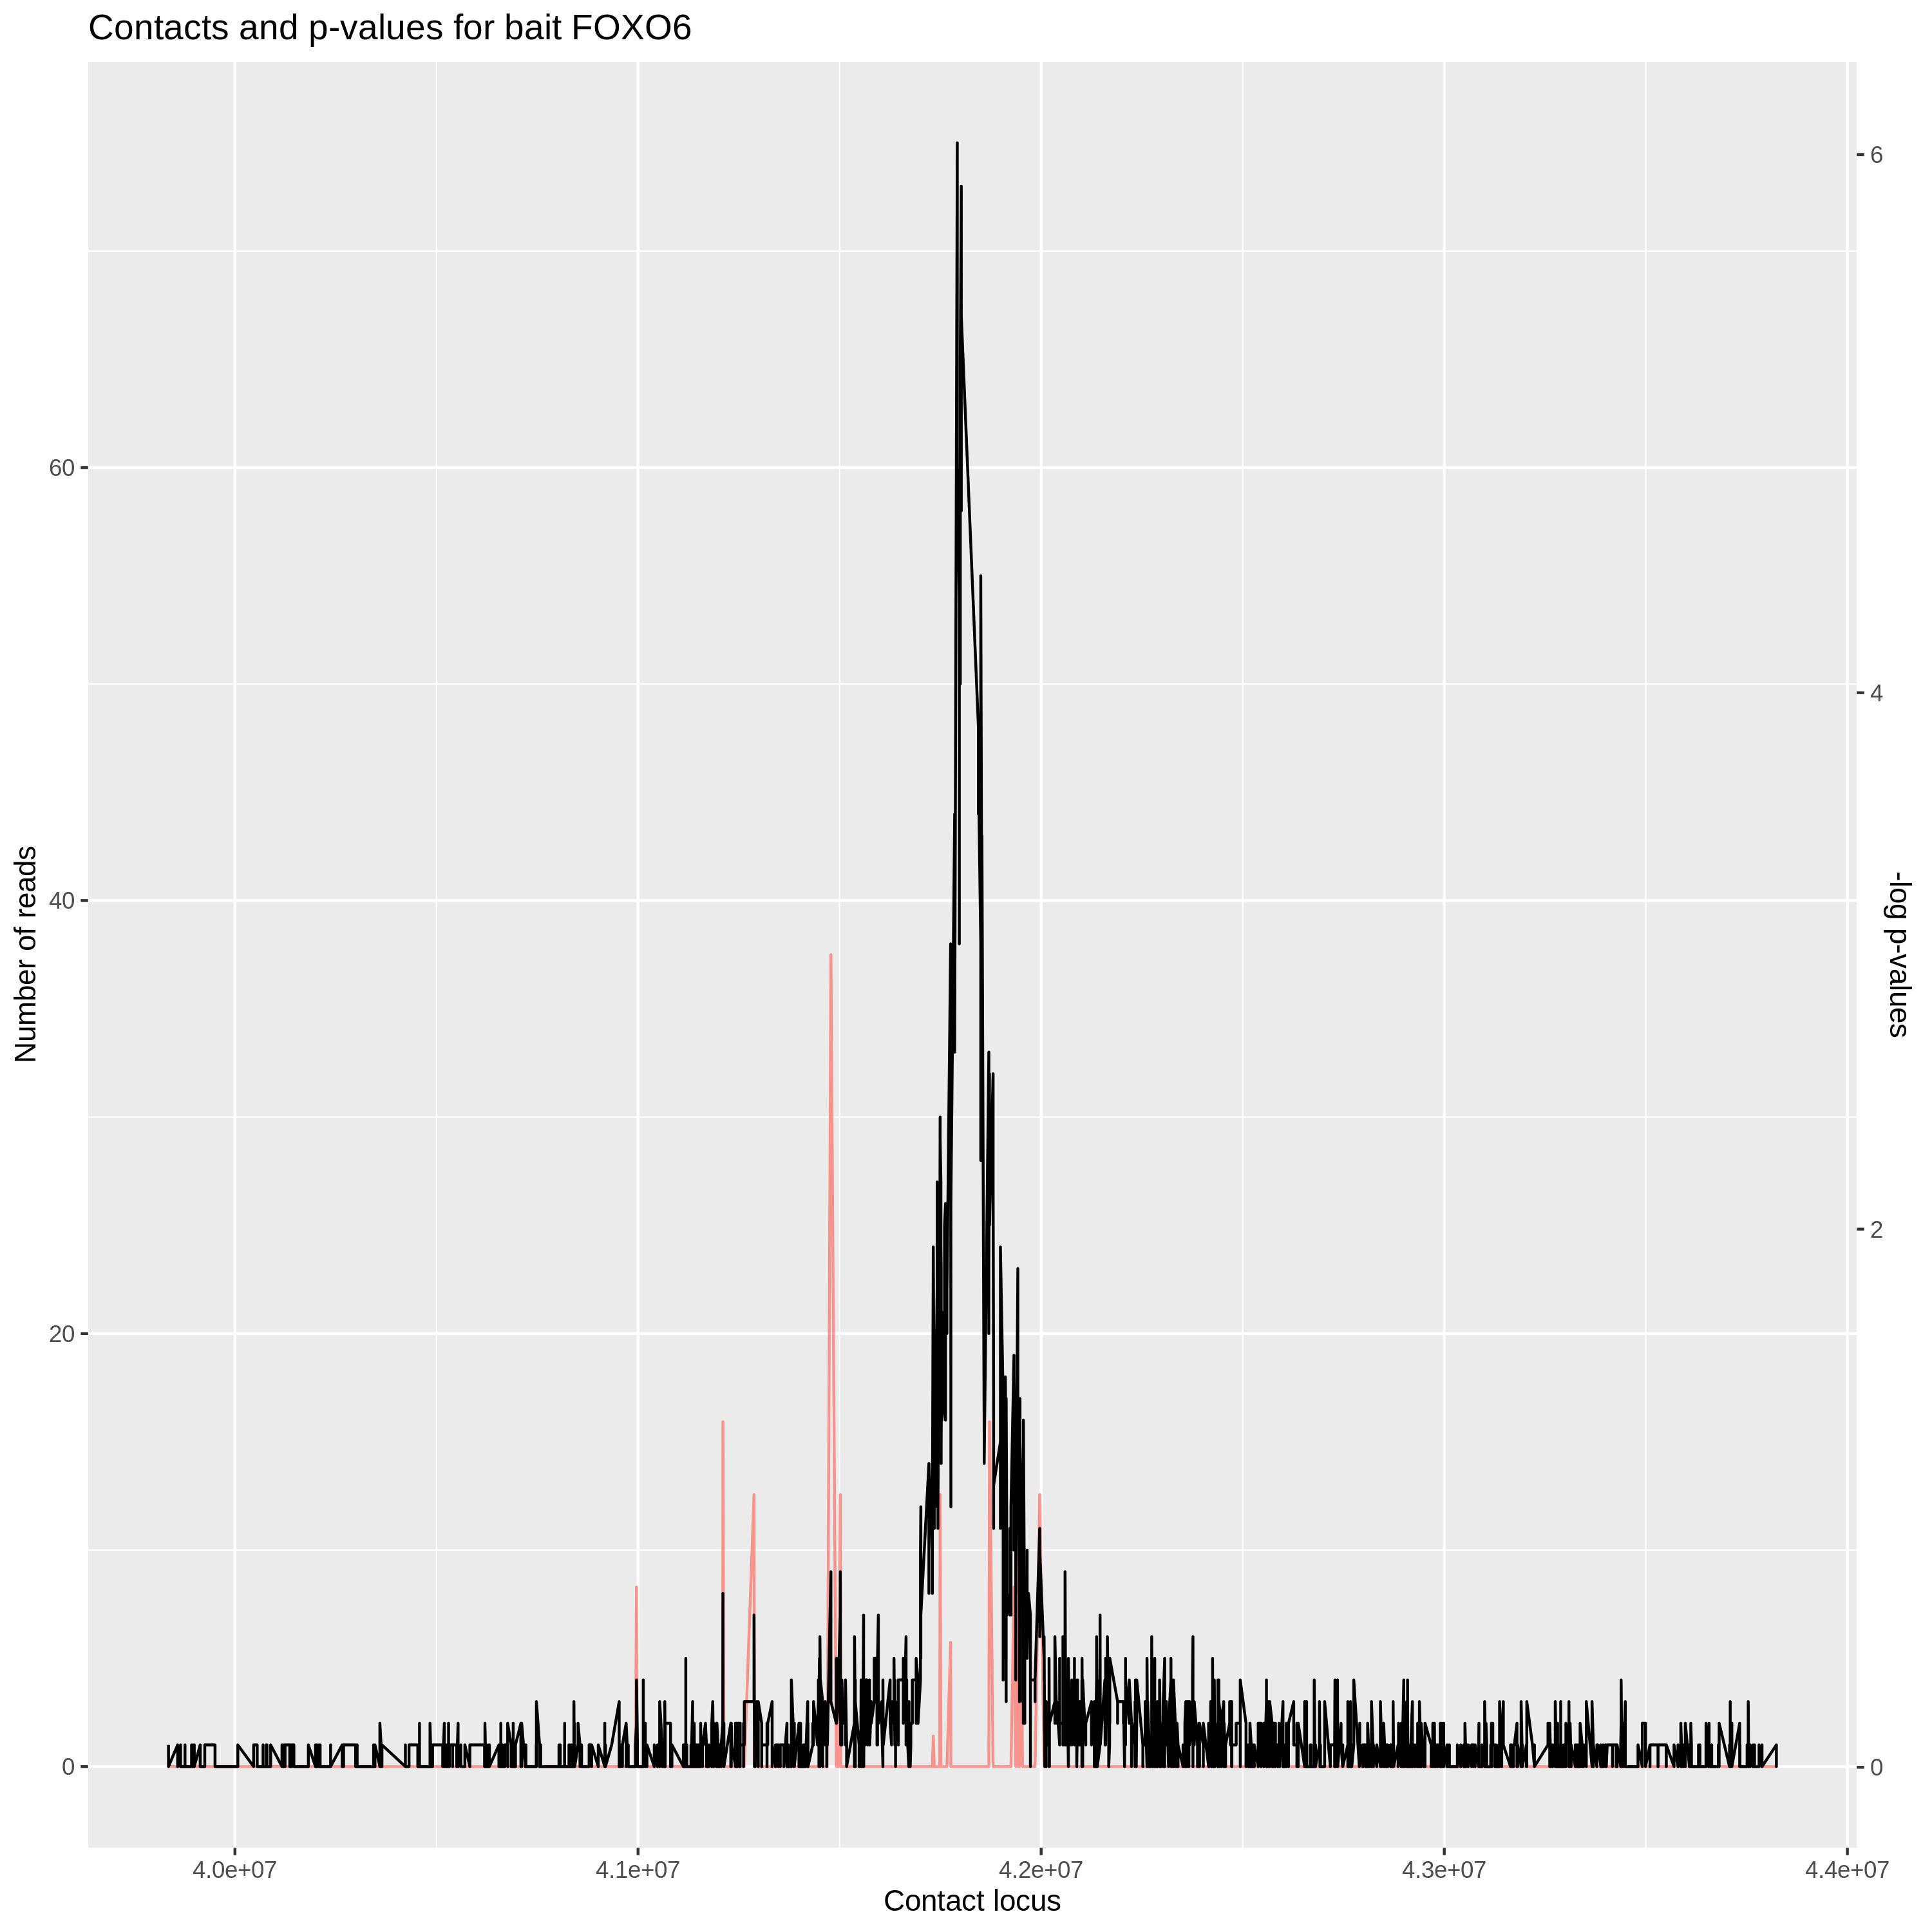 Contacts and p-values for bait FOXO6
Number of reads
60
40
20
0
6
4
2
0
-log p-values
4.0e+07 4.1e+07 4.2e+07 4.3e+07 4.4e+07
Contact locus